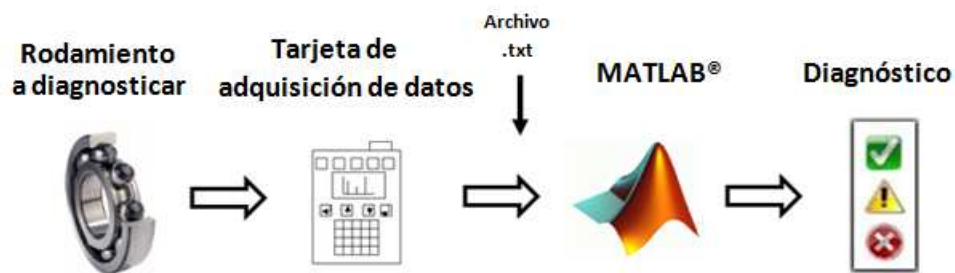 Rodamiento
a diagnosticar
Tarjeta de
adquisición de datos
Archivo
.txt
MATLAB®
Diagnóstico